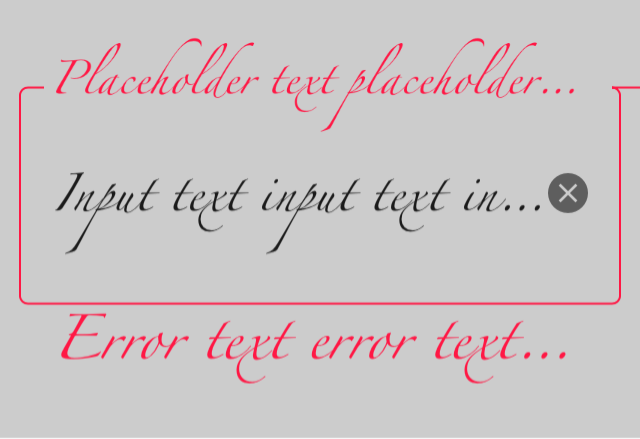 Placeholder text placeholder...
Input text input text in...
Error text error text...